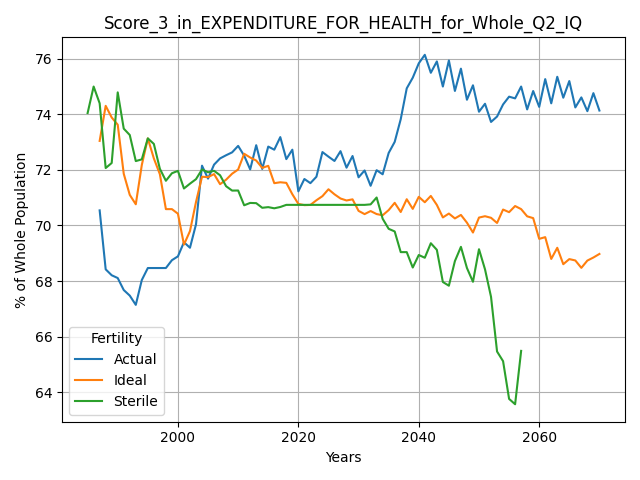 Score_3_in_EXPENDITURE_FOR_HEALTH_for_Whole_Q2_IQ
% of Whole Population
76
74
72
70
68
66
64
Fertility
Actual
Ideal
Sterile
2000 2020 2040 2060
Years